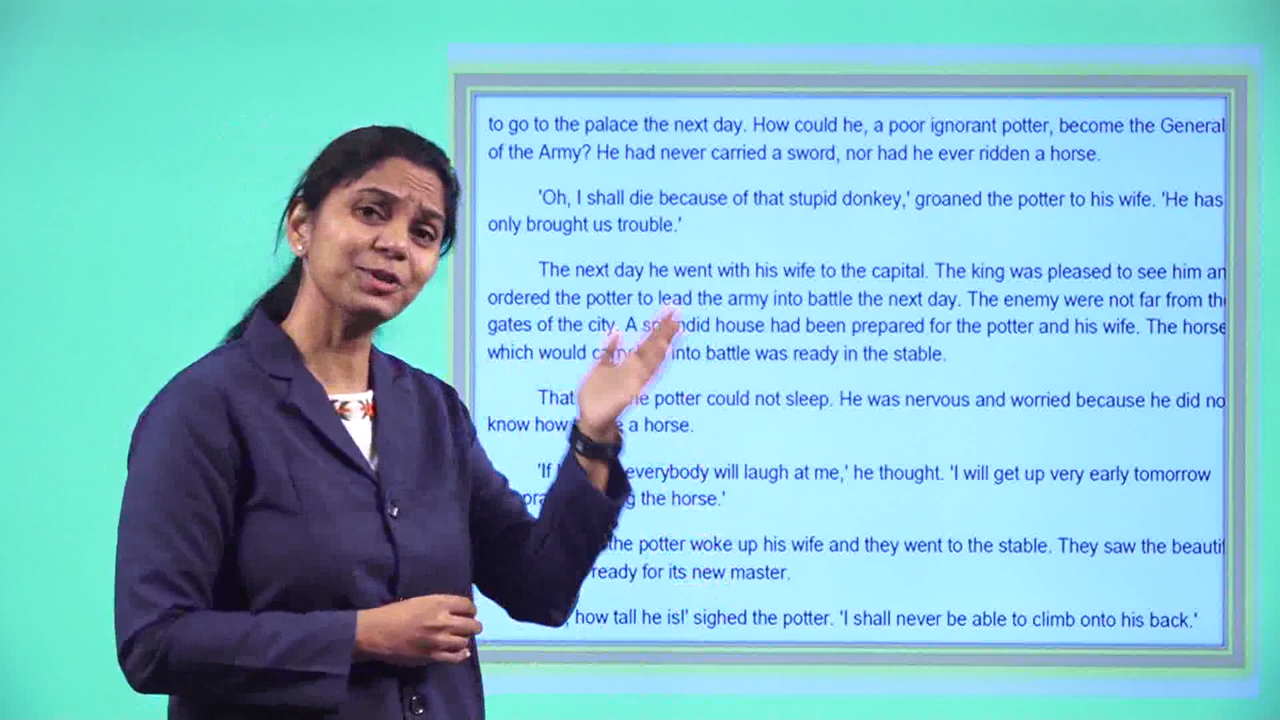 to go to the palace the next day. How could he, a poor ignorant potter, become the General
of the Army? He had never carried a sword, nor had he ever ridden a horse.
'Oh, I shall die because of that stupid donkey,' groaned the potter to his wife. 'He has
only brought us trouble.'
The next day he went with his wife to the capital. The king was pleased to see him
ordered the potter to lead the army into battle the next day. The enemy were not far from
gates of the city. A house had been prepared for the potter and his wife. The horse
which would into battle was ready in the stable.
That potter could not sleep. He was nervous and worried because he did
know how a horse.
'If everybody will laugh at me,' he thought. 'I will get up very early tomorrow
the horse.'
the potter woke up his wife and they went to the stable. They saw the
ready for its new master.
how tall he is!' sighed the potter. 'I shall never be able to climb onto his back.'